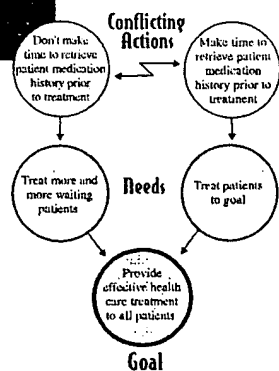 Conflicting
Actions
Don't make
time to retrieve
patient medication
history prior
to treatment
Make time to
retrieve patient
medication
history prior to
treatment
Treat more and
more waiting
patients
Needs
Treat patients
to goal
Provide
effective health
care treatment
to all patients
Goal